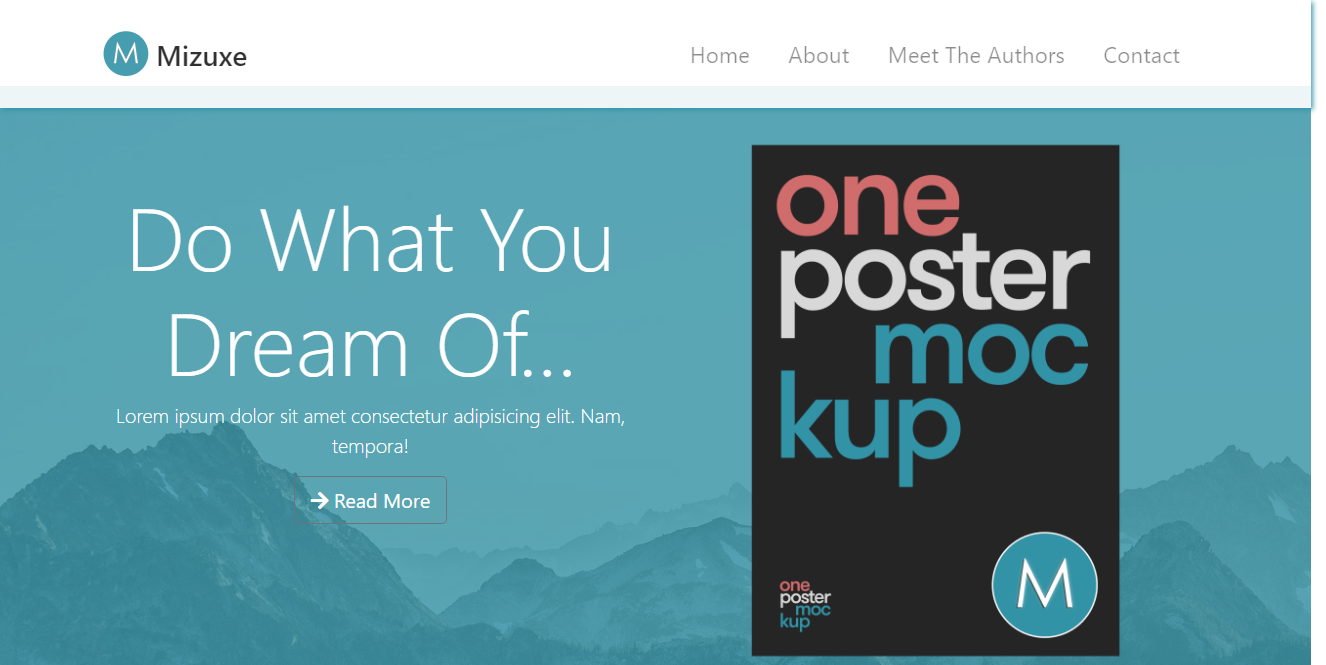 M Mizuxe
Home About Meet The Authors Contact
Do What You
Dream Of...
Lorem ipsum dolor sit amet consectetur adipisicing elit. Nam,
tempora!
Read More
one
poster
moc
kup
one
poster
moc
kup
M